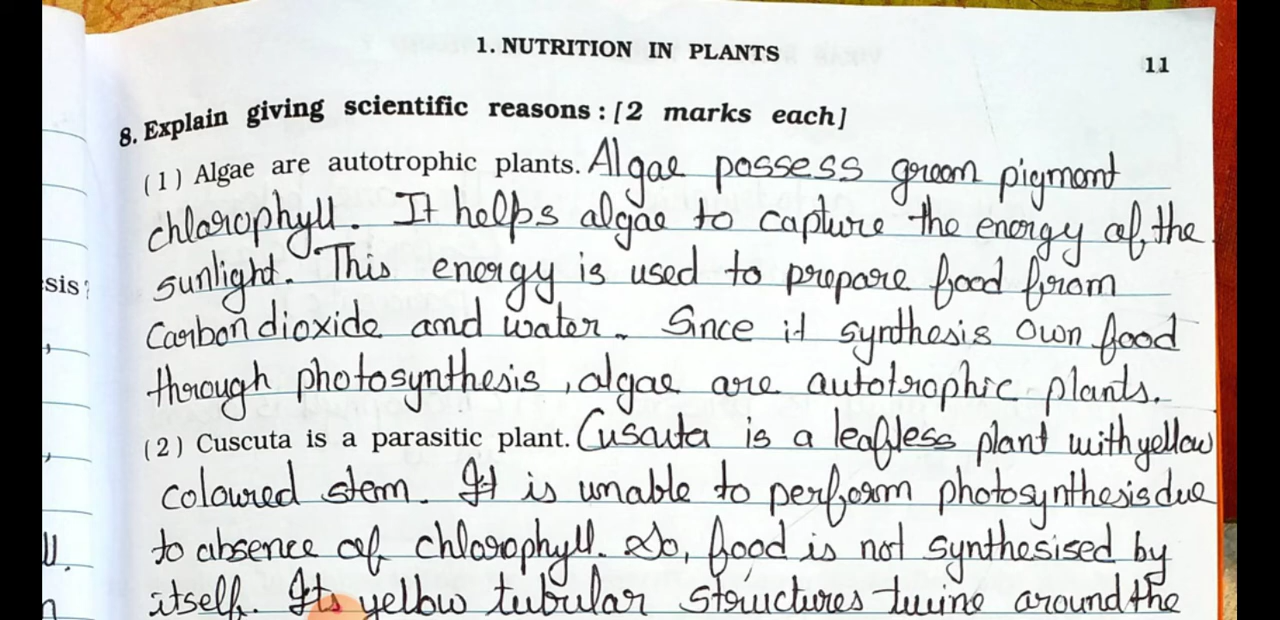 1. NUTRITION IN PLANTS
11
8. Explain giving scientific reasons : [2 marks each]
(1) Algae are autotrophic plants. Algae possess green pigment
chlorophyll. It helps algae to capture the energy of the
sunlight. This energy is used to prepare food from
sis?
Carbon dioxide and water. Since it synthesis own food
through photosynthesis, algae are autotrophic plants.
(2) Cuscuta is a parasitic plant. Cuscuta is a leafless plant with yellow
coloured stem. It is unable to perform photosynthesis due
to absence of chlorophyll. So, food is not synthesised by
itself. Its yellow tubular structures twine around the